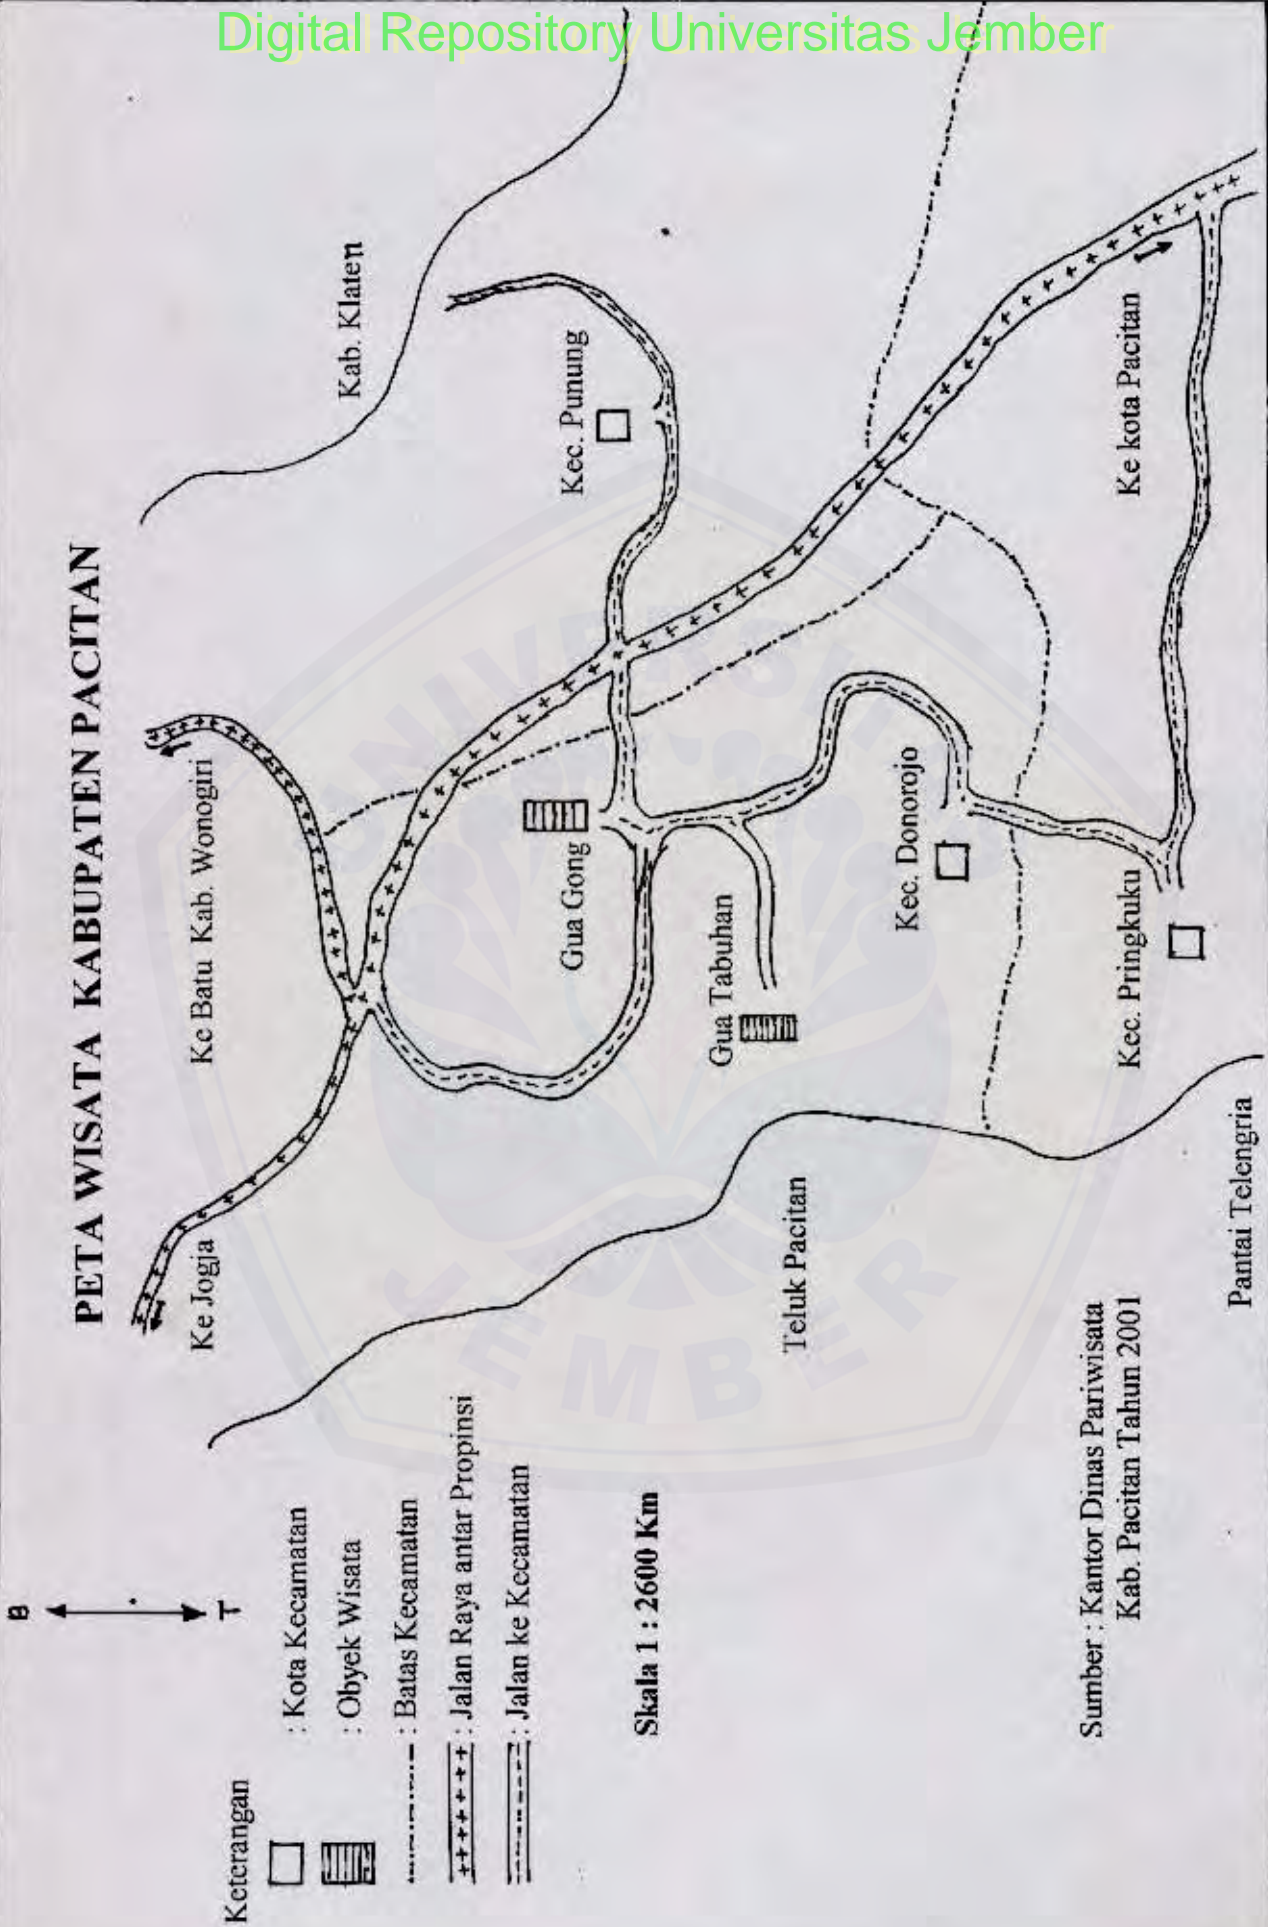 Digital Repository Universitas Jember
PETA WISATA KABUPATEN PACITAN
B
T
Keterangan
: Kota Kecamatan
: Obyek Wisata
: Batas Kecamatan
: Jalan Raya antar Propinsi
: Jalan ke Kecamatan
Skala 1 : 2600 Km
Sumber : Kantor Dinas Pariwisata
Kab. Pacitan Tahun 2001
Ke Jogja
Ke Batu Kab. Wonogiri
Kab. Klaten
Kec. Punung
Gua Gong
Gua Tabuhan
Kec. Donorojo
Teluk Pacitan
Kec. Pringkuku
Ke kota Pacitan
Pantai Telengria
UNIVERSITAS
JEMBER